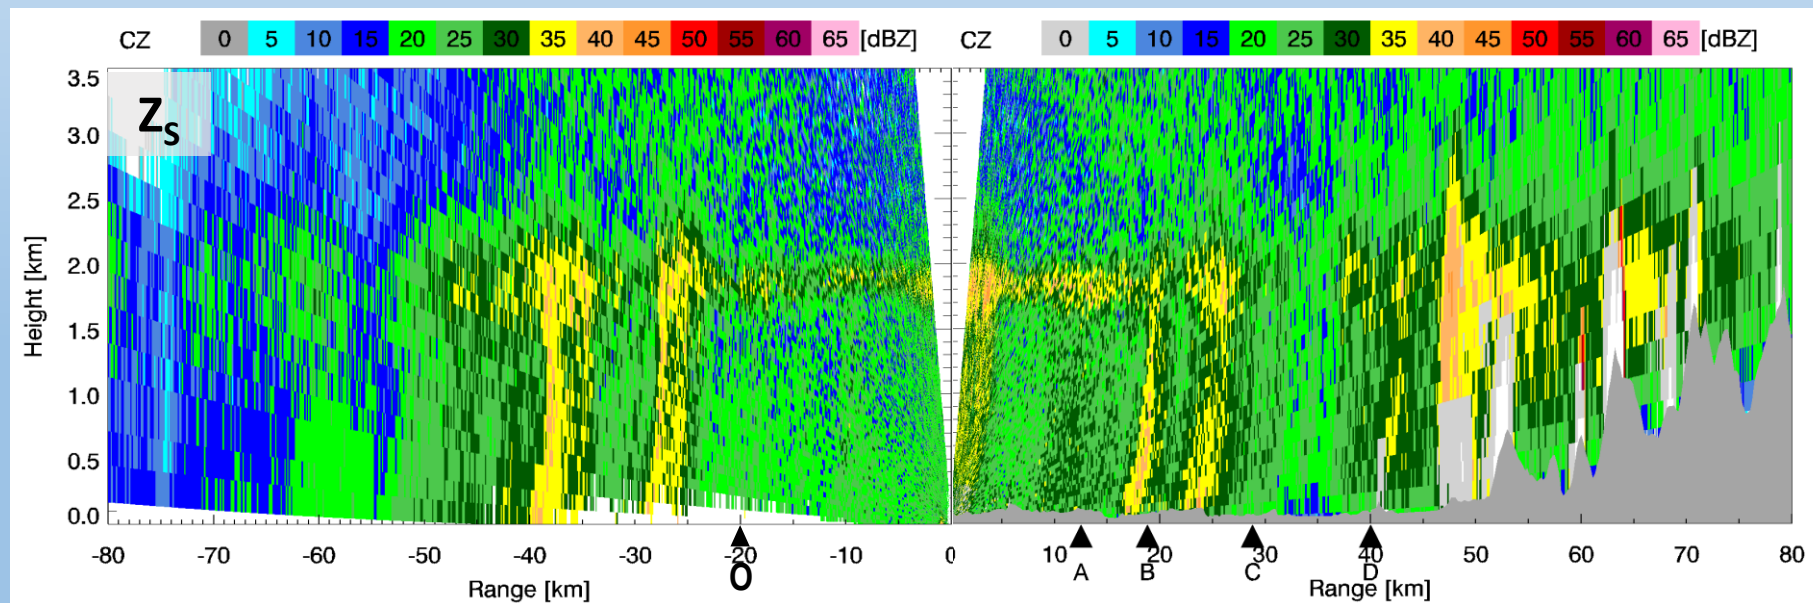 CZ 0 5 10 15 20 25 30 35 40 45 50 55 60 65 [dBZ]
CZ 0 5 10 15 20 25 30 35 40 45 50 55 60 65 [dBZ]
Zs
3.5
3.0
2.5
2.0
1.5
1.0
0.5
0.0
Height [km]
-80 -70 -60 -50 -40 -30 -20 -10 0 10 20 30 40 50 60 70 80
O A B C D
Range [km] Range [km]